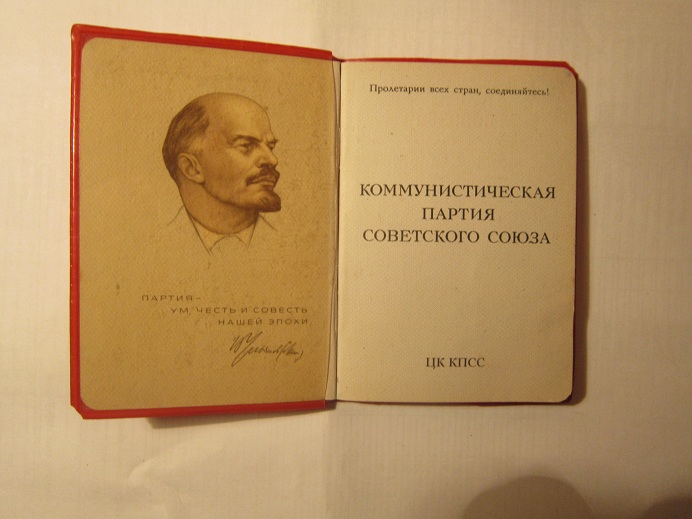 ПАРТИЯ—
УМ, ЧЕСТЬ И СОВЕСТЬ
НАШЕЙ ЭПОХИ
Пролетарии всех стран, соединяйтесь!
КОММУНИСТИЧЕСКАЯ
ПАРТИЯ
СОВЕТСКОГО СОЮЗА
ЦК КПСС